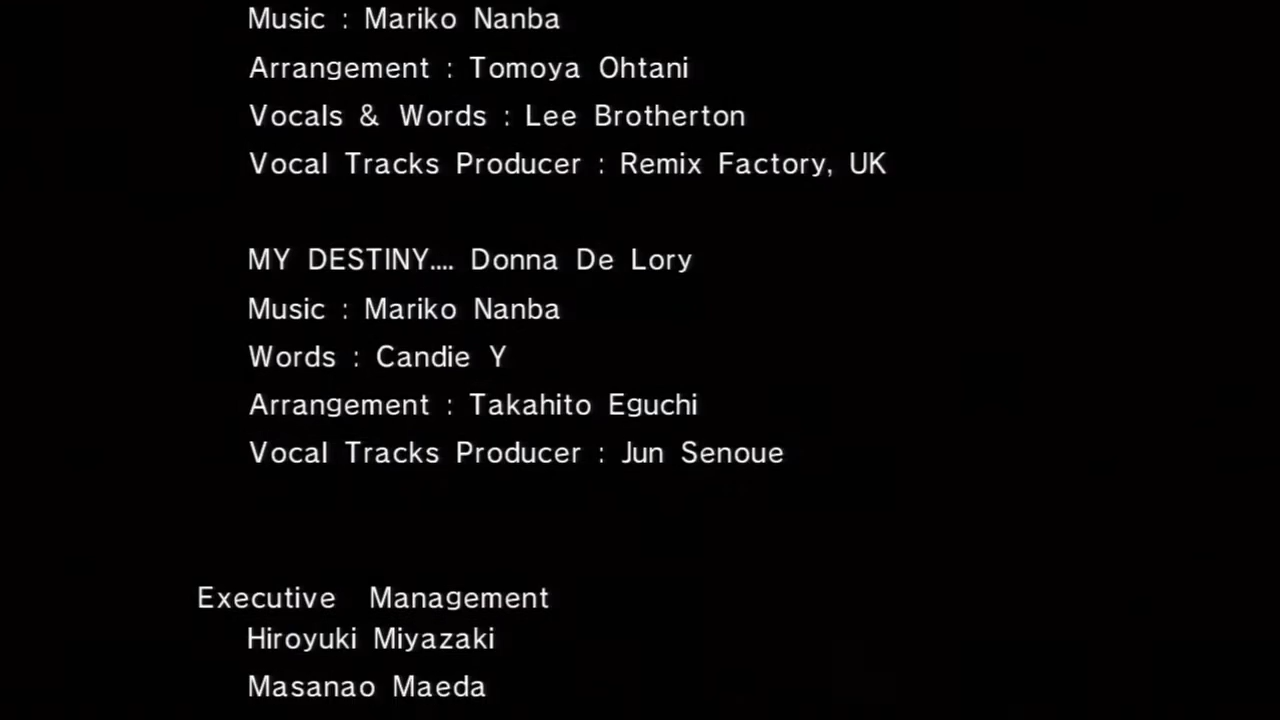 Music : Mariko Nanba
Arrangement : Tomoya Ohtani
Vocals & Words : Lee Brotherton
Vocal Tracks Producer : Remix Factory, UK
MY DESTINY.... Donna De Lory
Music : Mariko Nanba
Words : Candie Y
Arrangement : Takahito Eguchi
Vocal Tracks Producer : Jun Senoue
Executive Management
Hiroyuki Miyazaki
Masanao Maeda